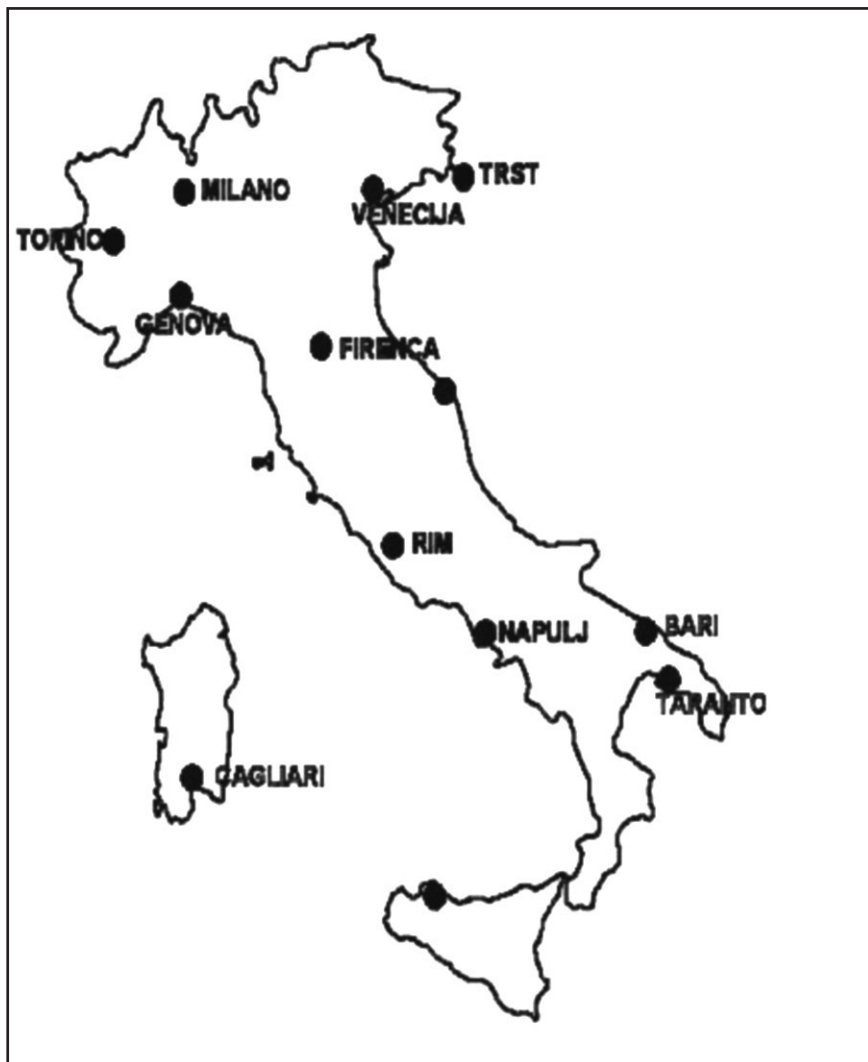 TRST
MILANO
VENECIJA
TORINO
GENOVA
FIRENCA
RIM
NAPULJ
BARI
TARANTO
CAGLIARI